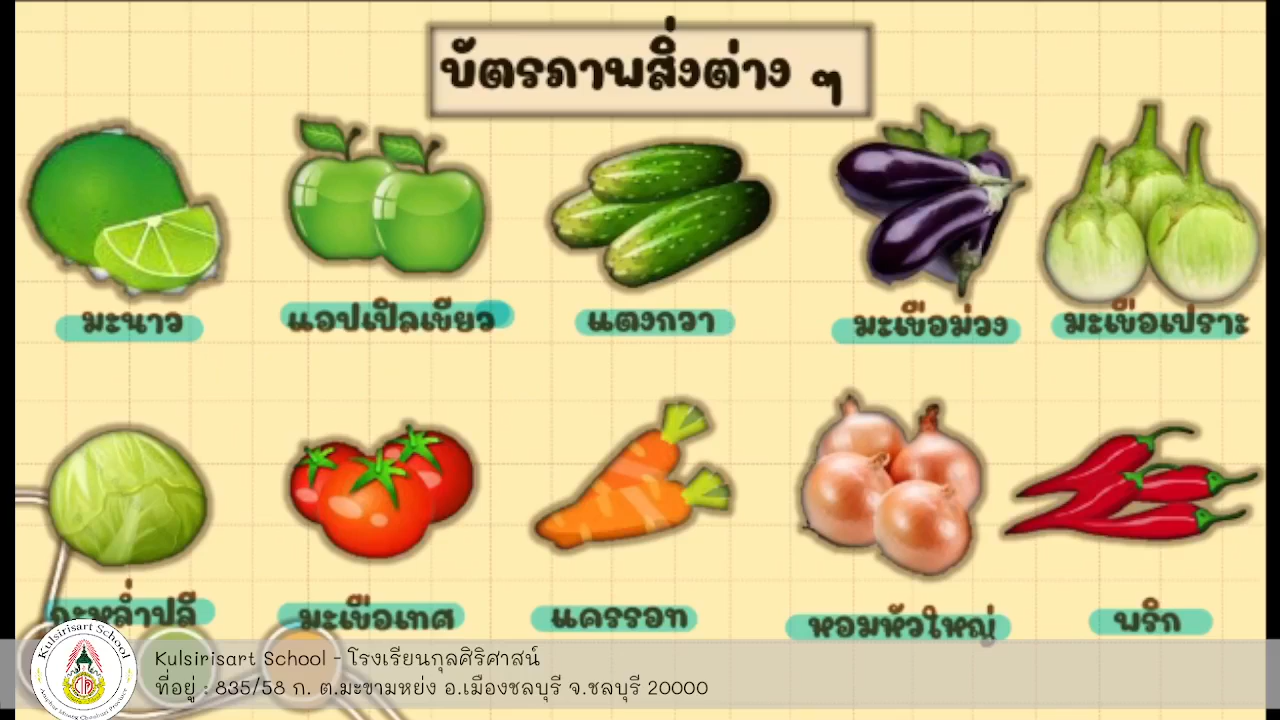 บัตรภาพสิ่งต่าง ๆ
มะนาว
แอปเปิลเขียว
แตงกวา
มะเขือม่วง
มะเขือเปราะ
กะหล่ำปลี
มะเขือเทศ
แครรอท
หอมหัวใหญ่
พริก
Kulsirisart School
Kulsirisart School - โรงเรียนกุลศิริศาสน์
ที่อยู่ : 835/58 ก. ต.มะขามหย่ง อ.เมืองชลบุรี จ.ชลบุรี 20000